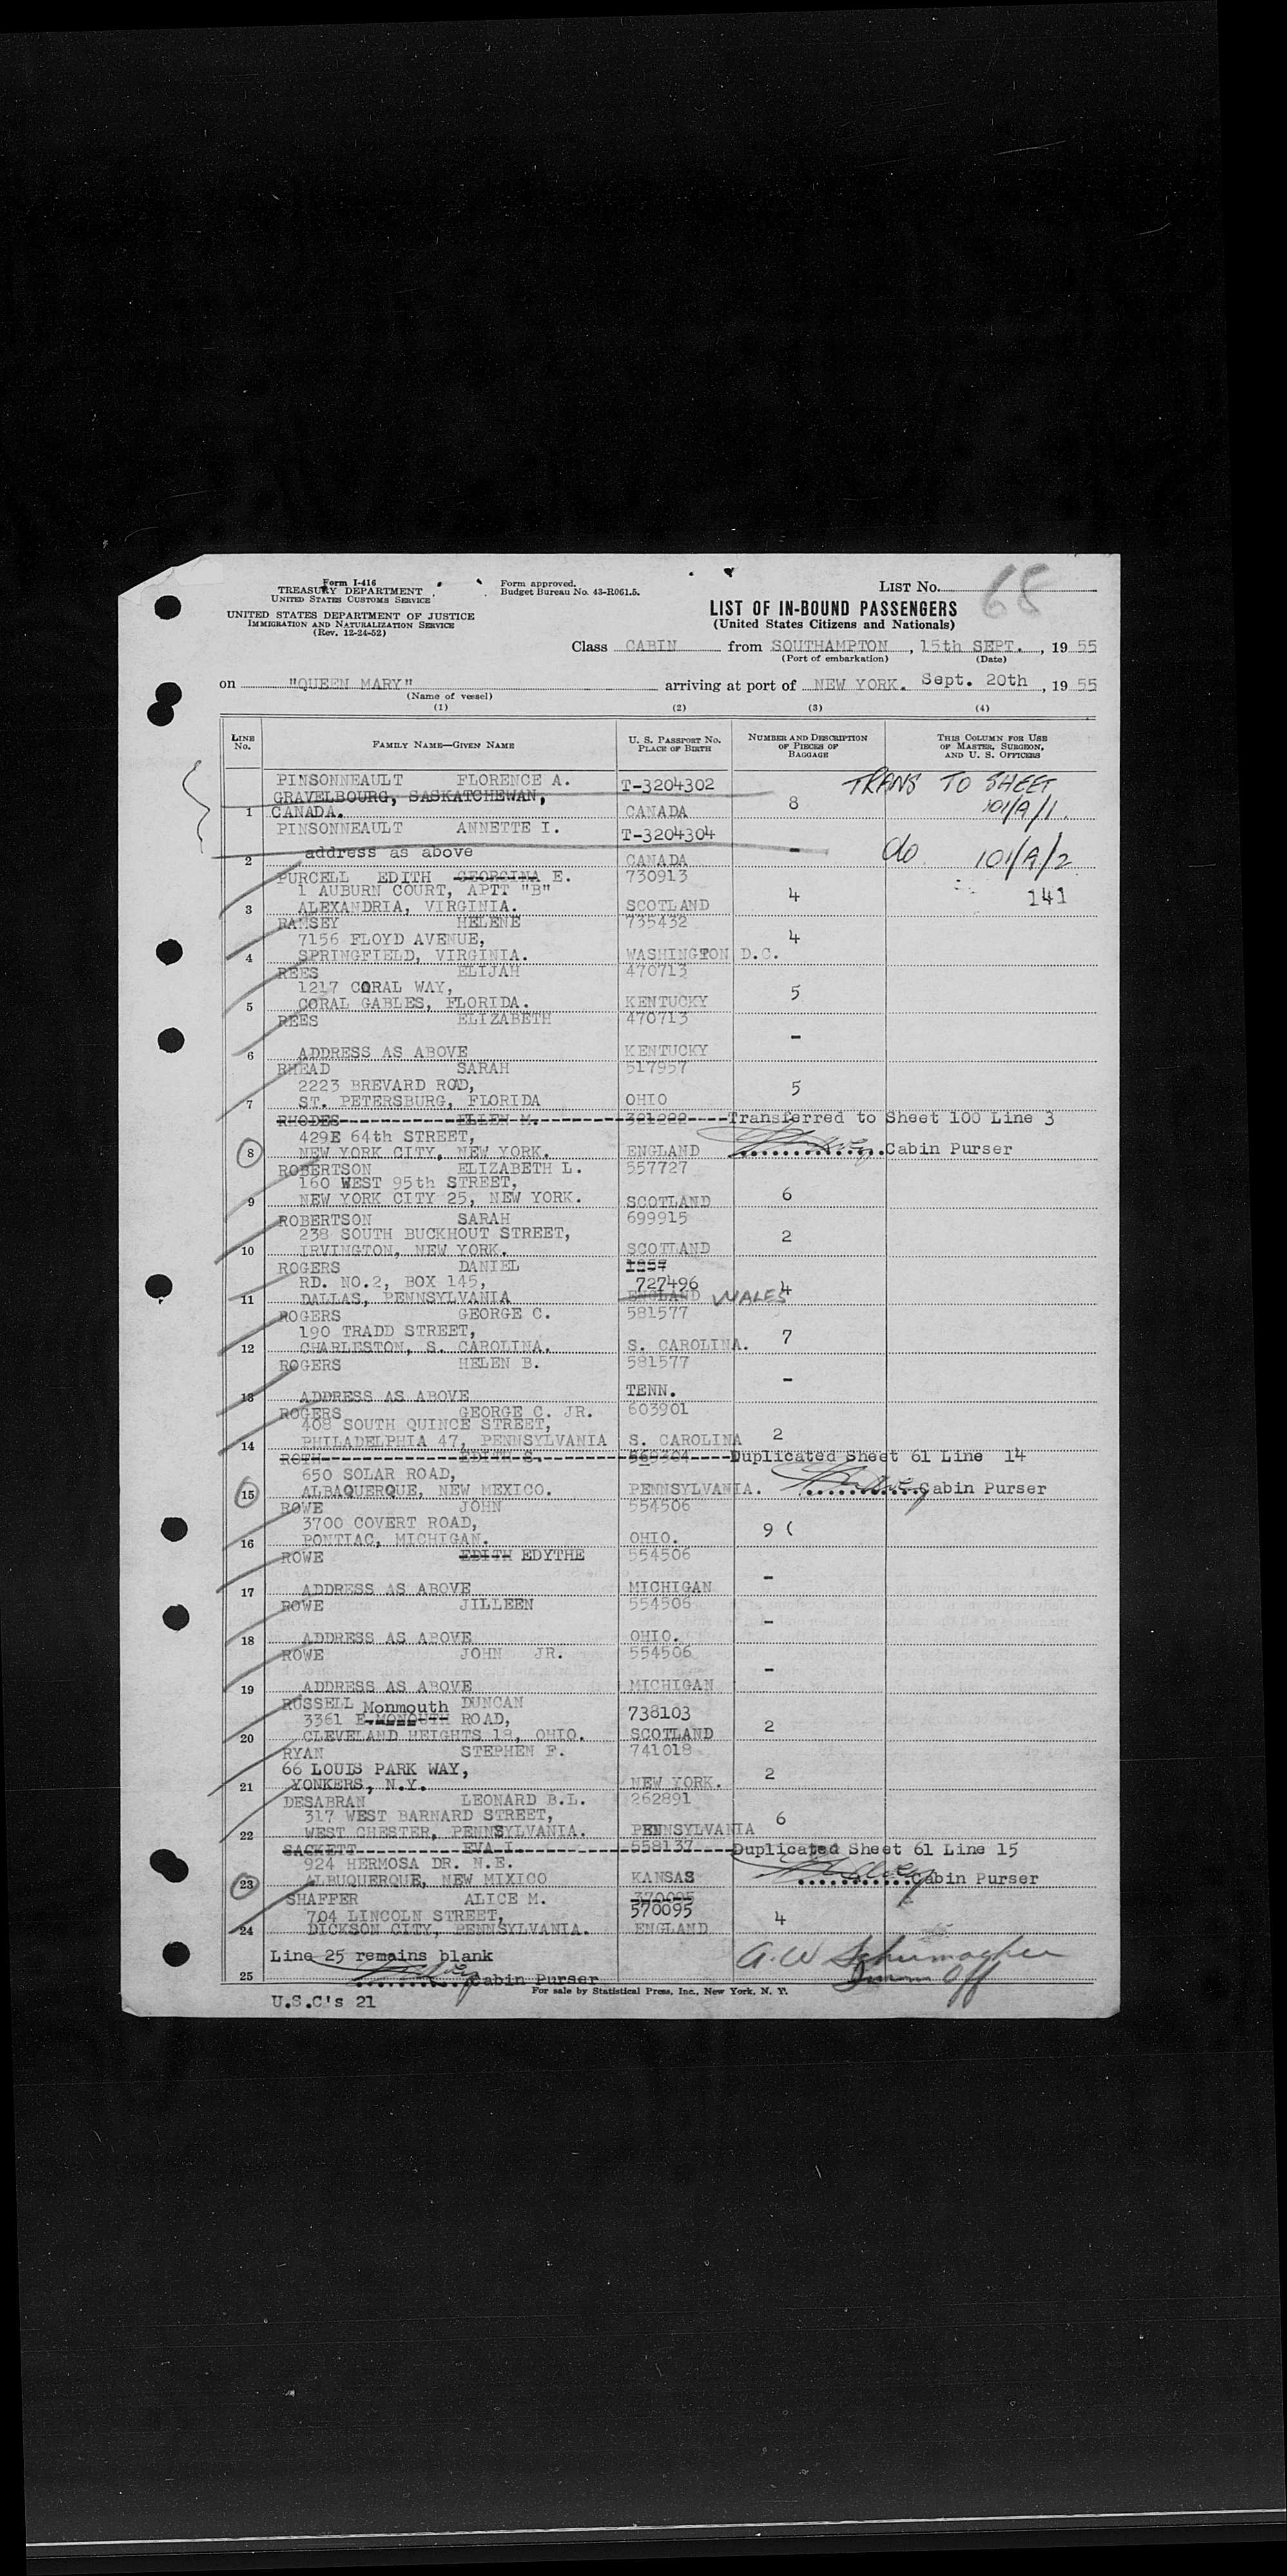 Form I-416
TREASURY DEPARTMENT
UNITED STATES CUSTOMS SERVICE
UNITED STATES DEPARTMENT OF JUSTICE
IMMIGRATION AND NATURALIZATION SERVICE
(Rev. 12-24-52)
Form approved.
Budget Bureau No. 43-R061.5.
LIST No. 68
LIST OF IN-BOUND PASSENGERS
(United States Citizens and Nationals)
Class CABIN from SOUTHAMPTON, 15th SEPT., 19 55
(Port of embarkation) (Date)
on "QUEEN MARY" arriving at port of NEW YORK. Sept. 20th, 19 55
(Name of vessel)
(1) (2) (3) (4)
LINE No. FAMILY NAME—GIVEN NAME U. S. PASSPORT No. PLACE OF BIRTH NUMBER AND DESCRIPTION OF PIECES OF BAGGAGE THIS COLUMN FOR USE OF MASTER, SURGEON, AND U. S. OFFICERS
PINSONNEAULT FLORENCE A. T-3204302 TRANS TO SHEET
GRAVELBOURG, SASKATCHEWAN, 8 101/A/1.
1 CANADA. CANADA
PINSONNEAULT ANNETTE I. T-3204304
2 address as above CANADA - do 101/A/2
PURCELL EDITH GEORGINA E. 730913
1 AUBURN COURT, APTT "B" 4 141
3 ALEXANDRIA, VIRGINIA. SCOTLAND
RAMSEY HELENE 735432
7156 FLOYD AVENUE, 4
4 SPRINGFIELD, VIRGINIA. WASHINGTON D.C.
REES ELIJAH 470713
1217 CORAL WAY, 5
5 CORAL GABLES, FLORIDA. KENTUCKY
REES ELIZABETH 470713
-
6 ADDRESS AS ABOVE KENTUCKY
RHEAD SARAH 517957
2223 BREVARD ROAD, 5
7 ST. PETERSBURG, FLORIDA OHIO
RHODES ELLEN M. 321222 Transferred to Sheet 100 Line 3
429E 64th STREET,
8 NEW YORK CITY, NEW YORK. ENGLAND Cabin Purser
ROBERTSON ELIZABETH L. 557727
160 WEST 95th STREET, 6
9 NEW YORK CITY 25, NEW YORK. SCOTLAND
ROBERTSON SARAH 699915
238 SOUTH BUCKHOUT STREET, 2
10 IRVINGTON, NEW YORK. SCOTLAND
ROGERS DANIEL
RD. NO.2, BOX 145, 727496 4
11 DALLAS, PENNSYLVANIA ENGLAND WALES
ROGERS GEORGE C. 581577
190 TRADD STREET, 7
12 CHARLESTON, S. CAROLINA. S. CAROLINA.
ROGERS HELEN B. 581577
-
13 ADDRESS AS ABOVE TENN.
ROGERS GEORGE C. JR. 603901
408 SOUTH QUINCE STREET, 2
14 PHILADELPHIA 47, PENNSYLVANIA S. CAROLINA
ROTH EDITH S. Duplicated Sheet 61 Line 14
650 SOLAR ROAD,
15 ALBAQUERQUE, NEW MEXICO. PENNSYLVANIA. Cabin Purser
ROWE JOHN 554506
3700 COVERT ROAD, 9 (
16 PONTIAC, MICHIGAN. OHIO.
ROWE EDITH EDYTHE 554506
-
17 ADDRESS AS ABOVE MICHIGAN
ROWE JILLEEN 554506
-
18 ADDRESS AS ABOVE OHIO.
ROWE JOHN JR. 554506
-
19 ADDRESS AS ABOVE MICHIGAN
RUSSELL DUNCAN
Monmouth
3361 E.MONOUTH ROAD, 738103 2
20 CLEVELAND HEIGHTS 18, OHIO. SCOTLAND
RYAN STEPHEN F. 741018
66 LOUIS PARK WAY, 2
21 YONKERS, N.Y. NEW YORK.
DESABRAN LEONARD B.L. 262891
317 WEST BARNARD STREET, 6
22 WEST CHESTER, PENNSYLVANIA. PENNSYLVANIA
SACKETT EVA I. 558137 Duplicated Sheet 61 Line 15
924 HERMOSA DR. N.E.
23 ALBUQUERQUE, NEW MIXICO KANSAS Cabin Purser
SHAFFER ALICE M. 370095
704 LINCOLN STREET, 570095 4
24 DICKSON CITY, PENNSYLVANIA. ENGLAND
Line 25 remains blank A. W Schumacher
25 Cabin Purser Imm Off
For sale by Statistical Press, Inc., New York, N. Y.
U.S.C's 21